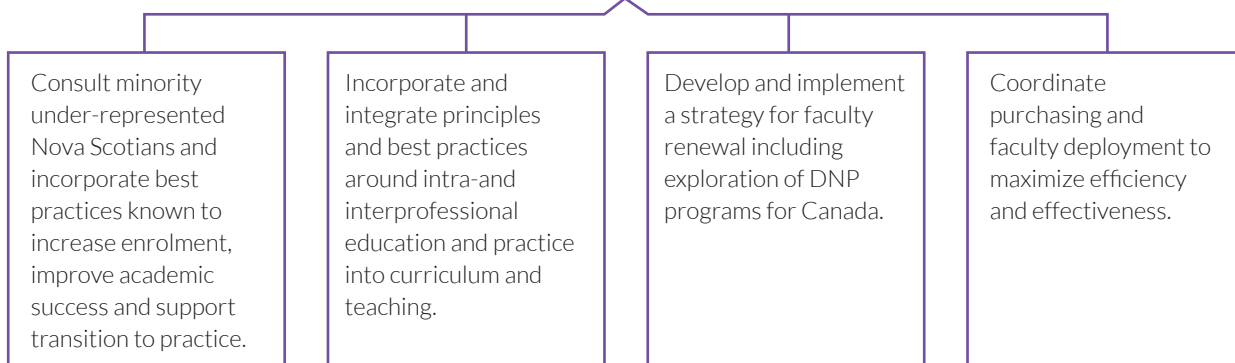 Consult minority
under-represented
Nova Scotians and
incorporate best
practices known to
increase enrolment,
improve academic
success and support
transition to practice.
Incorporate and
integrate principles
and best practices
around intra-and
interprofessional
education and practice
into curriculum and
teaching.
Develop and implement
a strategy for faculty
renewal including
exploration of DNP
programs for Canada.
Coordinate
purchasing and
faculty deployment to
maximize efficiency
and effectiveness.